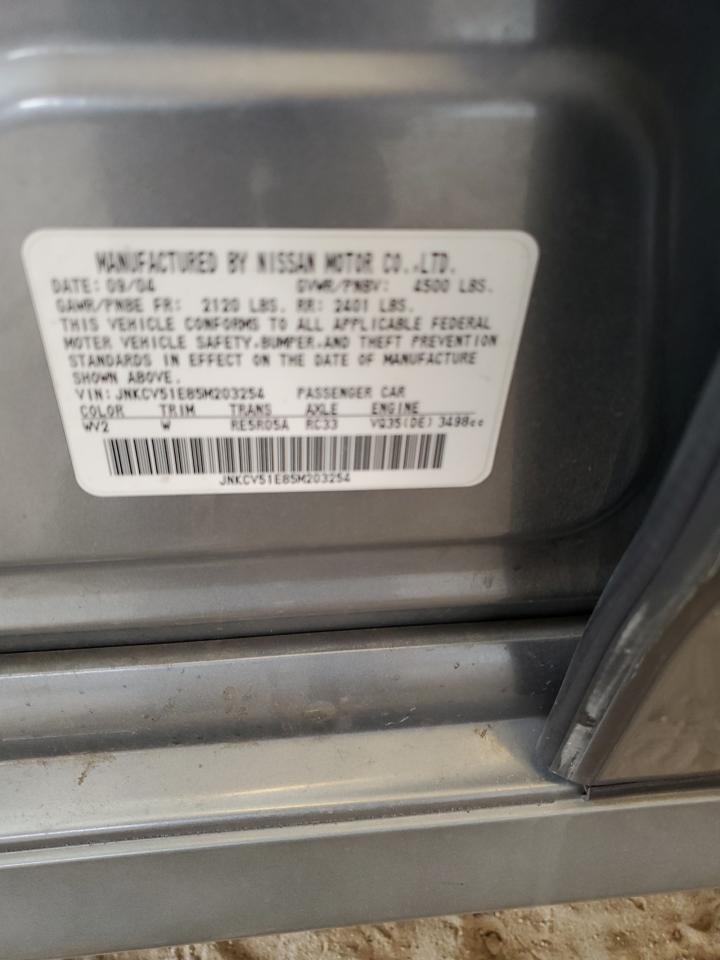 MANUFACTURED BY NISSAN MOTOR CO.,LTD.
DATE: 09/04 GVWR/PNBV: 4500 LBS.
GAWR/PNBE FR: 2120 LBS. RR: 2401 LBS.
THIS VEHICLE CONFORMS TO ALL APPLICABLE FEDERAL
MOTER VEHICLE SAFETY,BUMPER,AND THEFT PREVENTION
STANDARDS IN EFFECT ON THE DATE OF MANUFACTURE
SHOWN ABOVE.
VIN: JNKCV51E85M203254 PASSENGER CAR
COLOR TRIM TRANS AXLE ENGINE
WV2 W RE5R05A RC33 VQ35(DE) 3498cc
JNKCV51E85M203254